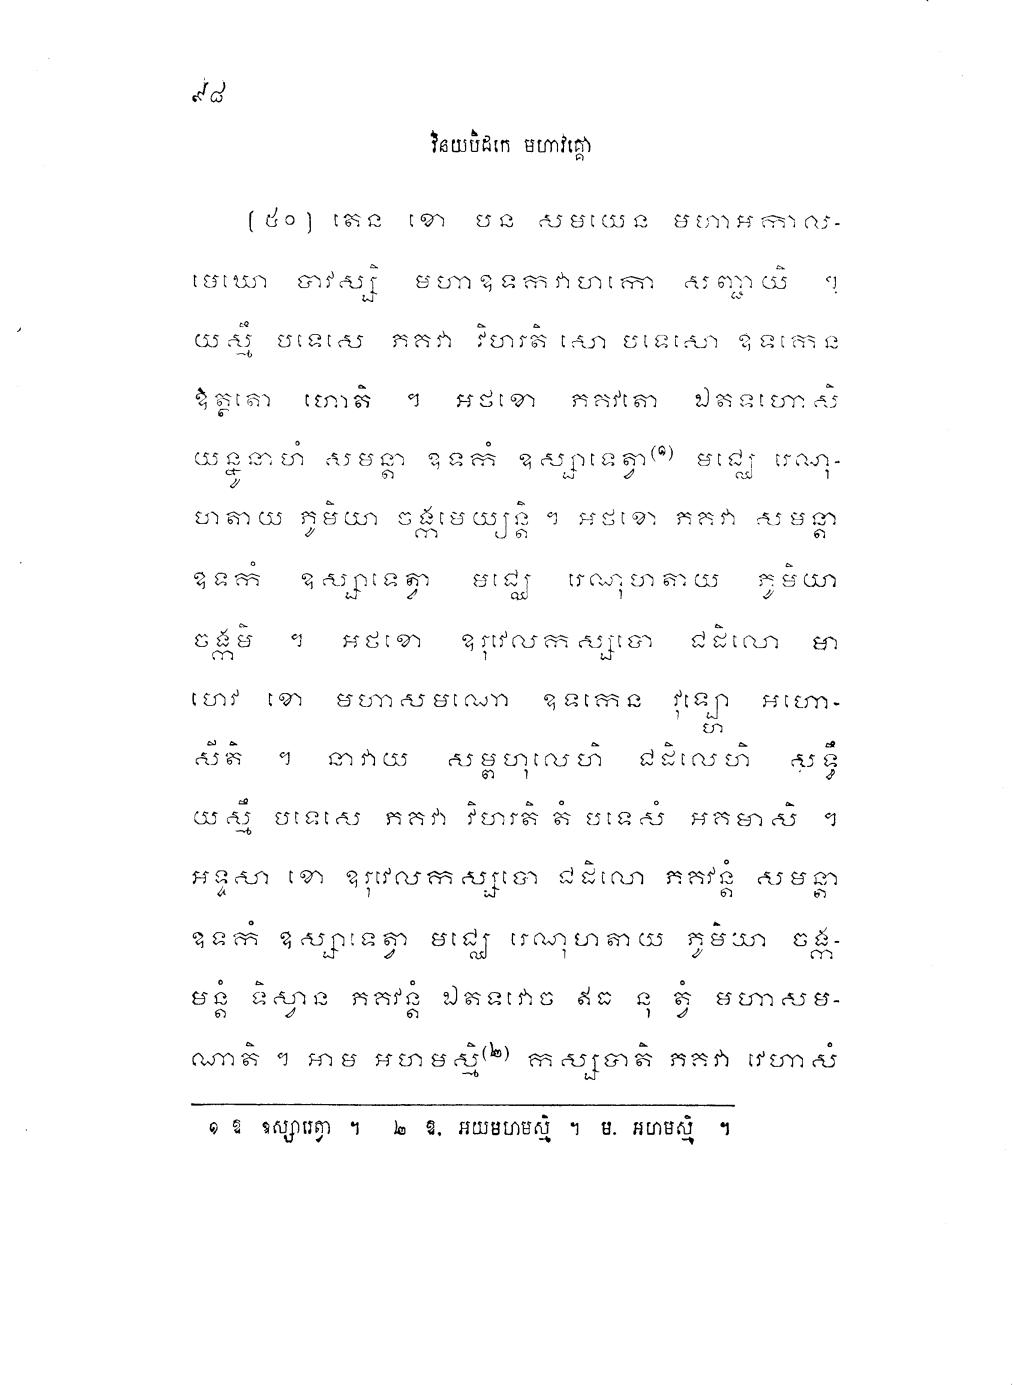 ៩៨
វិនយបិដកេ មហាវគ្គោ
(៥០) តេន ខោ បន សមយេន មហាអកាល-
មេឃោ បាវស្សិ មហាឧទកវាហកោ សញ្ជាយិ ។
យស្មឹ បទេសេ ភគវា វិហរតិ សោ បទេសោ ឧទកេន
ឱត្ថតោ ហោតិ ។ អថខោ ភគវតោ ឯតទហោសិ
យន្នូនាហំ សមន្តា ឧទកំ ឧស្សាទេត្វា(១) មជ្ឈេ រេណុ-
ហតាយ ភូមិយា ចង្កមេយ្យន្តិ ។ អថខោ ភគវា សមន្តា
ឧទកំ ឧស្សាទេត្វា មជ្ឈេ រេណុហតាយ ភូមិយា
ចង្កមិ ។ អថខោ ឧរុវេលកស្សបោ ជដិលោ មា
ហេវ ខោ មហាសមណោ ឧទកេន វុឡ្ហោ អហោ-
សីតិ ។ នាវាយ សម្ពហុលេហិ ជដិលេហិ សទ្ធឹ
យស្មឹ បទេសេ ភគវា វិហរតិ តំ បទេសំ អគមាសិ ។
អទ្ទសា ខោ ឧរុវេលកស្សបោ ជដិលោ ភគវន្តំ សមន្តា
ឧទកំ ឧស្សាទេត្វា មជ្ឈេ រេណុហតាយ ភូមិយា ចង្ក-
មន្តំ ទិស្វាន ភគវន្តំ ឯតទវោច ឥធ នុ ត្វំ មហាសម-
ណាតិ ។ អាម អហមស្មិ(២) កស្សបាតិ ភគវា វេហាសំ
១ ឱ ឧស្សារេត្វា ។ ២ ឱ. អយមហមស្មិ ។ ម. អហមស្មិ ។